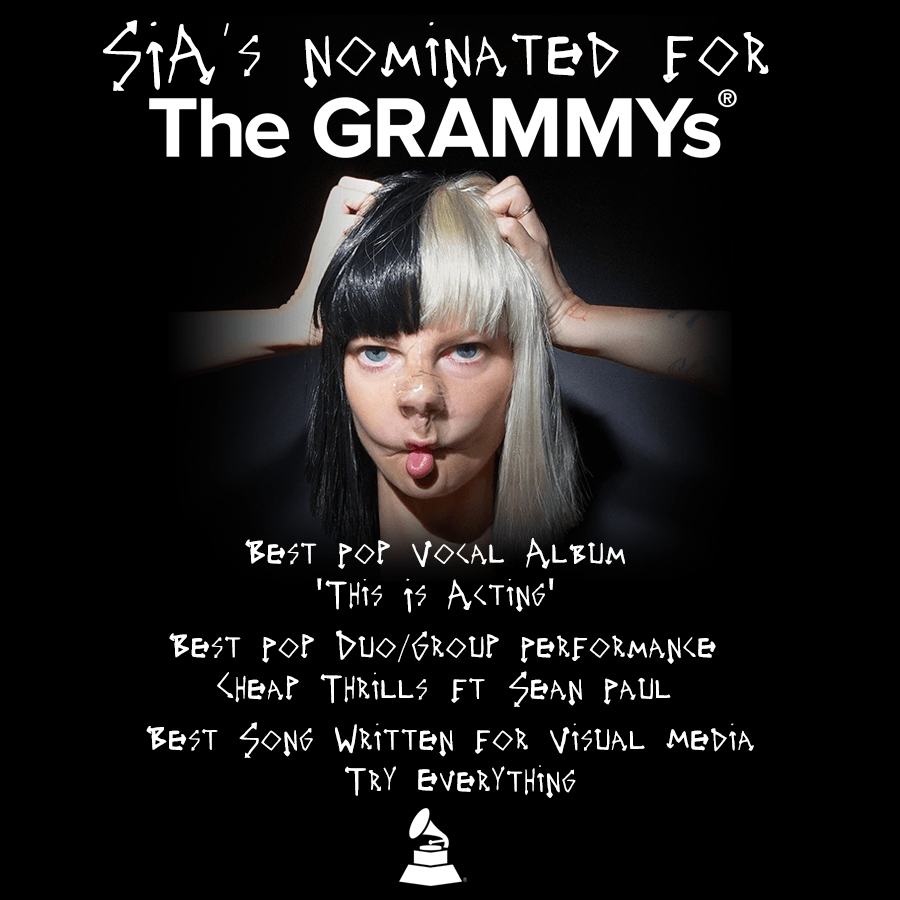 SiA's nominated for
The GRAMMYs®
Best pop Vocal Album
'This is Acting'
Best pop Duo/Group performance
Cheap Thrills ft Sean paul
Best Song Written for Visual media
Try everything